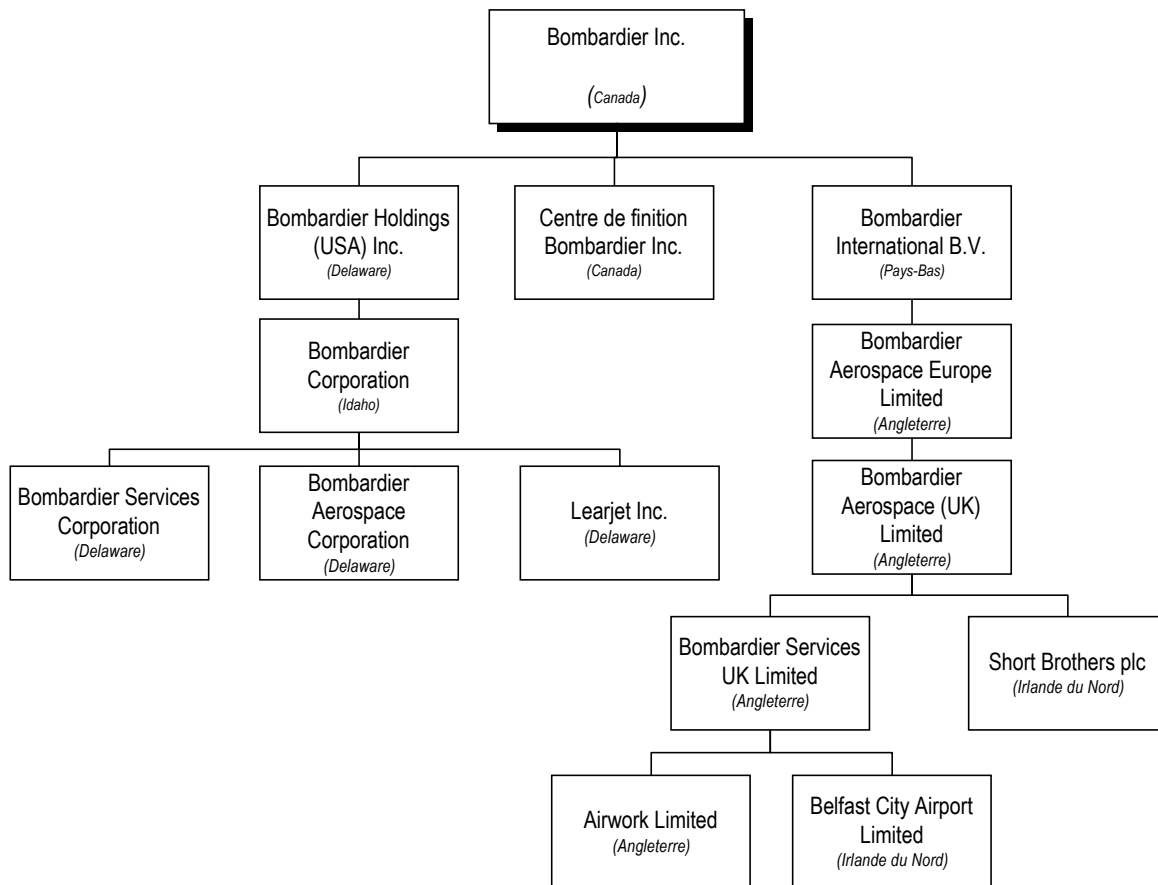 Bombardier Inc.
(Canada)
Bombardier Holdings
(USA) Inc.
(Delaware)
Centre de finition
Bombardier Inc.
(Canada)
Bombardier
International B.V.
(Pays-Bas)
Bombardier
Corporation
(Idaho)
Bombardier
Aerospace Europe
Limited
(Angleterre)
Bombardier Services
Corporation
(Delaware)
Bombardier
Aerospace
Corporation
(Delaware)
Learjet Inc.
(Delaware)
Bombardier
Aerospace (UK)
Limited
(Angleterre)
Bombardier Services
UK Limited
(Angleterre)
Short Brothers plc
(Irlande du Nord)
Airwork Limited
(Angleterre)
Belfast City Airport
Limited
(Irlande du Nord)